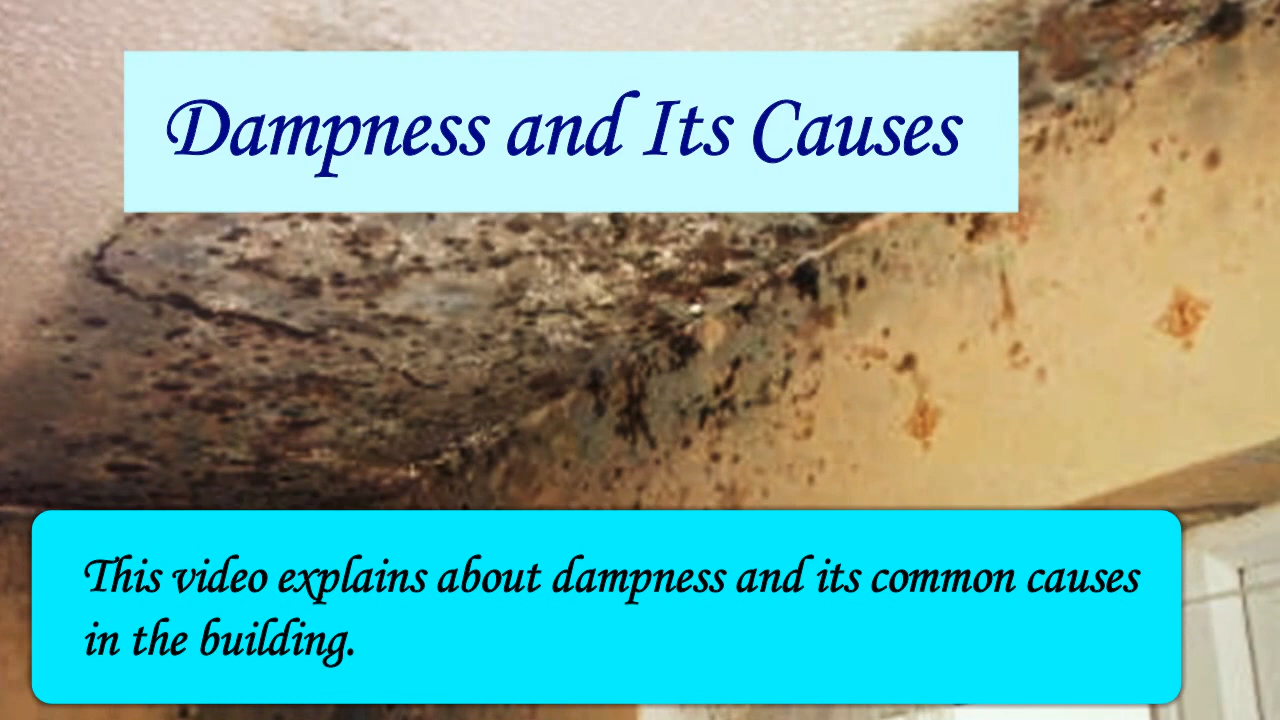 Dampness and Its Causes
This video explains about dampness and its common causes
in the building.